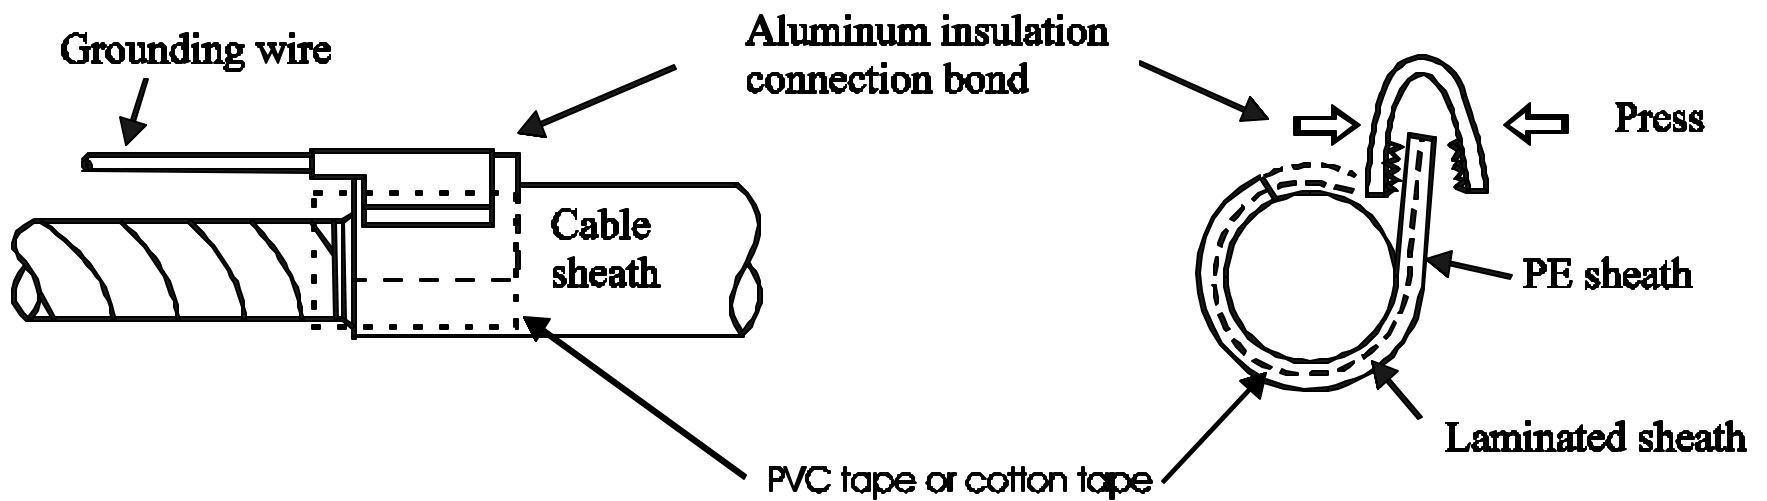 Grounding wire
Aluminum insulation
connection bond
Press
Cable
sheath
PE sheath
Laminated sheath
PVC tape or cotton tape